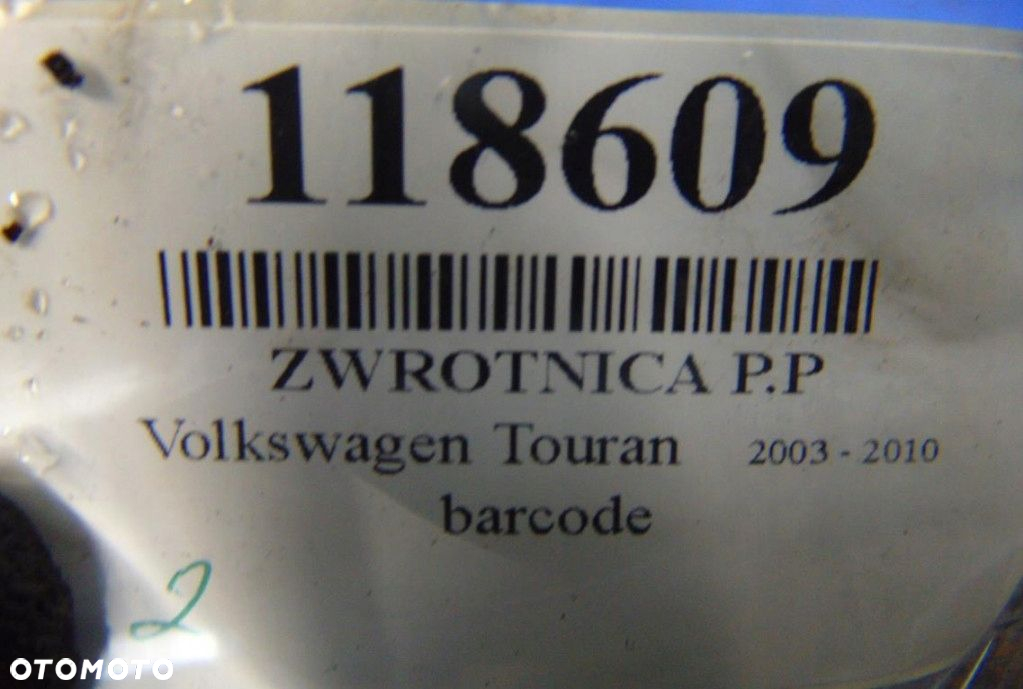 118609
ZWROTNICA P.P
Volkswagen Touran 2003 - 2010
barcode
2
OTOMOTO